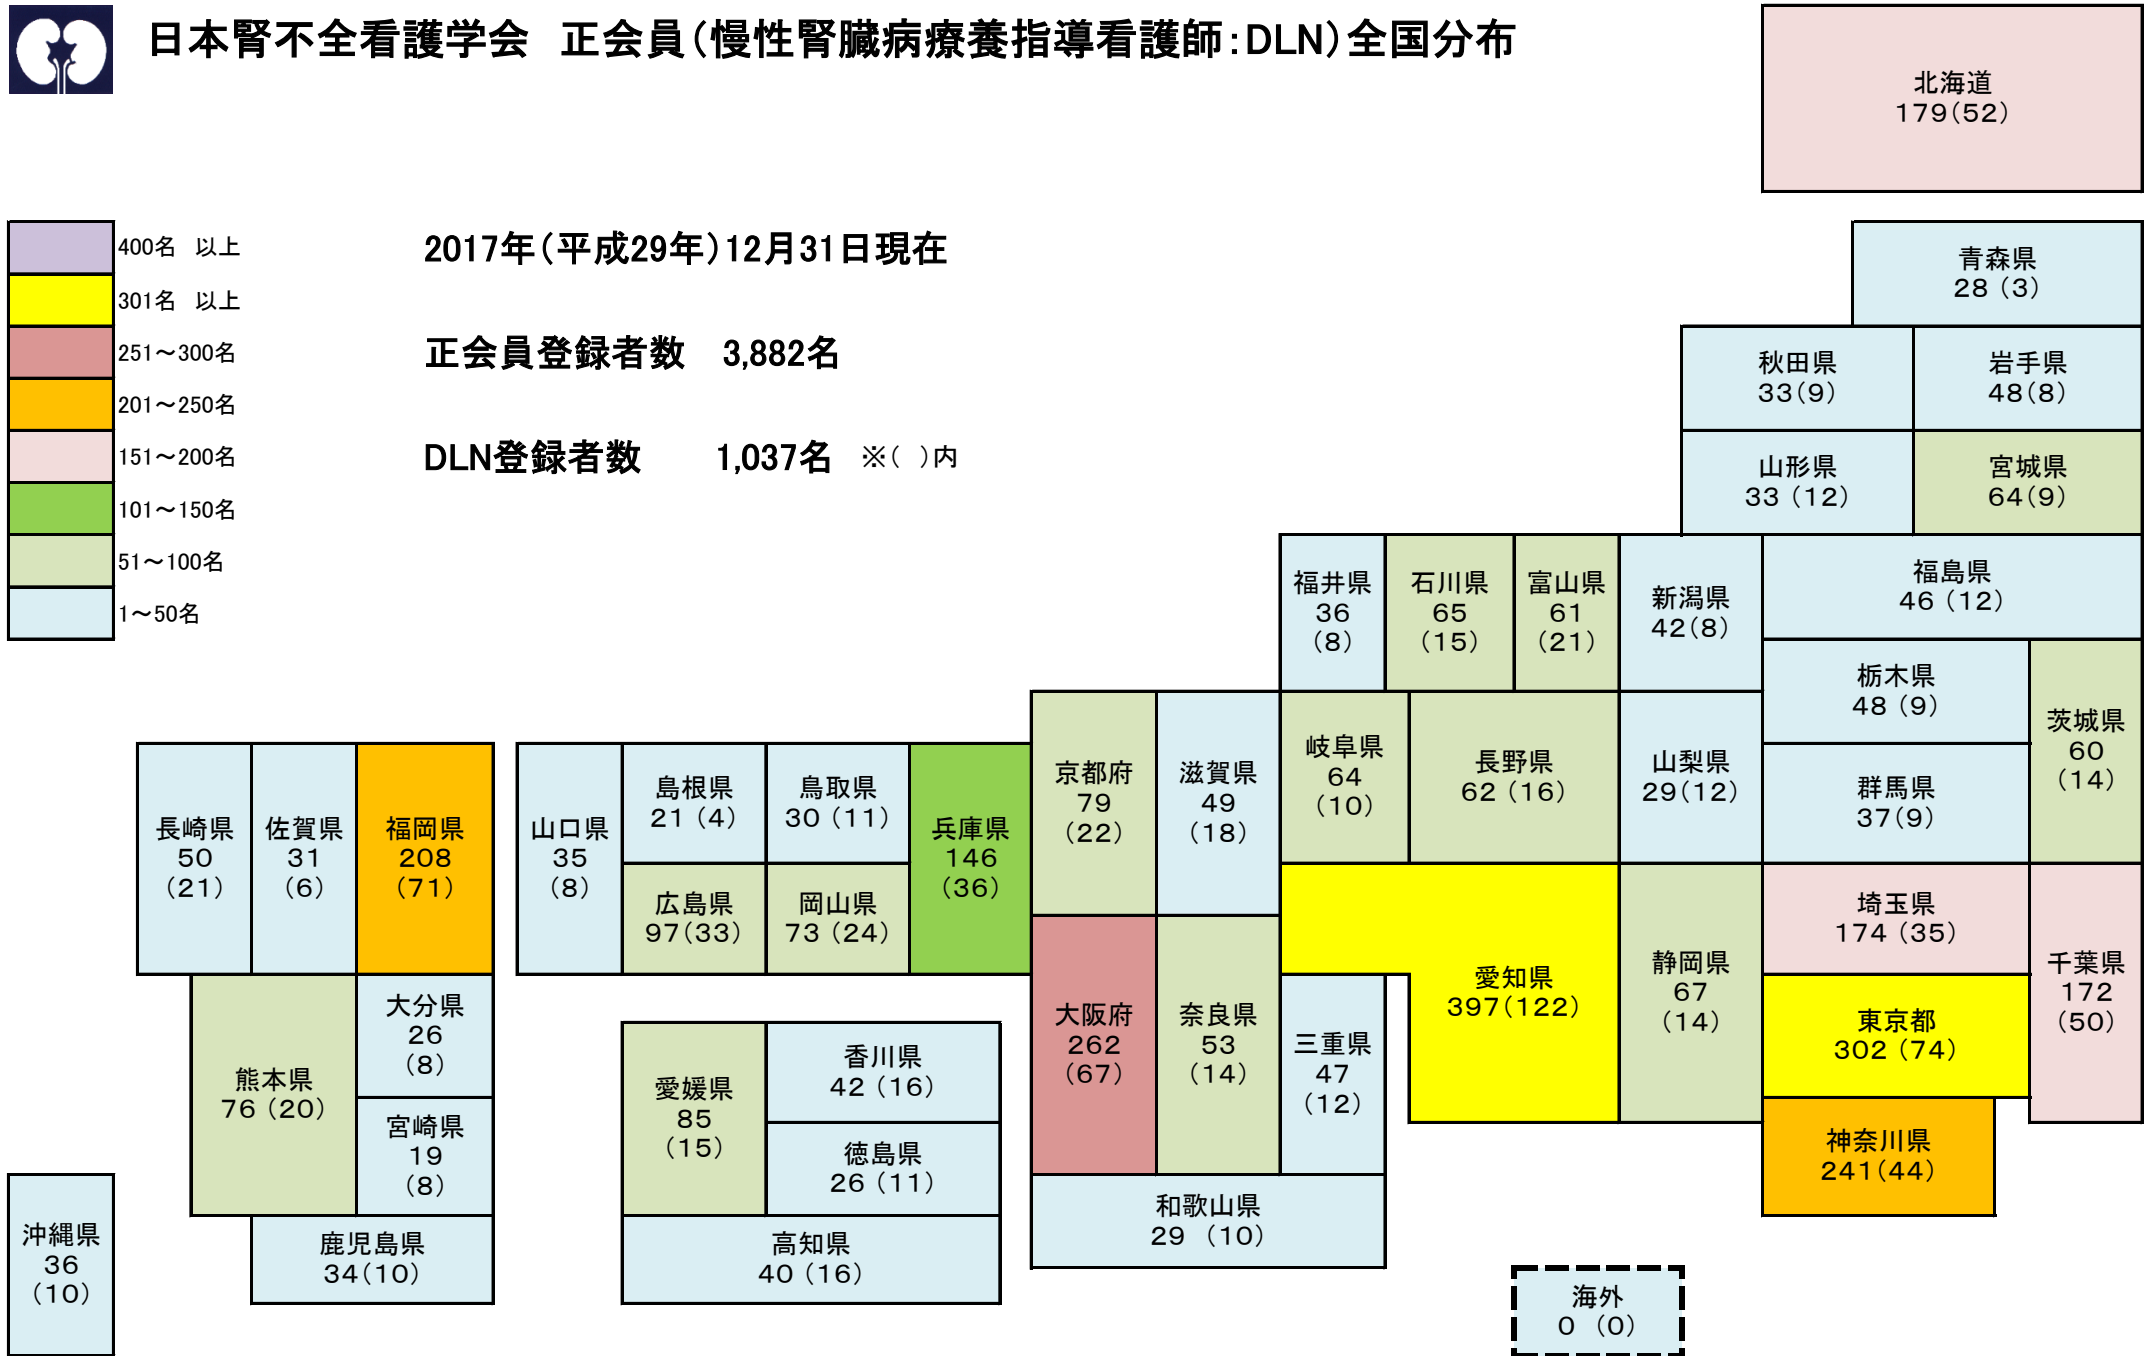 日本腎不全看護学会　正会員（慢性腎臓病療養指導看護師：DLN）全国分布
北海道
179(52)
400名　以上
301名　以上
251～300名
201～250名
151～200名
101～150名
51～100名
1～50名
2017年（平成29年）12月31日現在
正会員登録者数　3,882名
DLN登録者数　1,037名　※(　)内
青森県
28 (3)
秋田県
33(9)
岩手県
48(8)
山形県
33 (12)
宮城県
64(9)
福井県
36
(8)
石川県
65
(15)
富山県
61
(21)
新潟県
42(8)
福島県
46 (12)
栃木県
48 (9)
茨城県
60
(14)
群馬県
37(9)
京都府
79
(22)
滋賀県
49
(18)
岐阜県
64
(10)
長野県
62 (16)
山梨県
29(12)
長崎県
50
(21)
佐賀県
31
(6)
福岡県
208
(71)
山口県
35
(8)
島根県
21 (4)
鳥取県
30 (11)
兵庫県
146
(36)
広島県
97(33)
岡山県
73 (24)
埼玉県
174 (35)
千葉県
172
(50)
愛知県
397(122)
静岡県
67
(14)
東京都
302 (74)
神奈川県
241(44)
大阪府
262
(67)
奈良県
53
(14)
三重県
47
(12)
和歌山県
29 (10)
熊本県
76 (20)
大分県
26
(8)
宮崎県
19
(8)
鹿児島県
34(10)
愛媛県
85
(15)
香川県
42 (16)
徳島県
26 (11)
高知県
40 (16)
沖縄県
36
(10)
海外
0 (0)